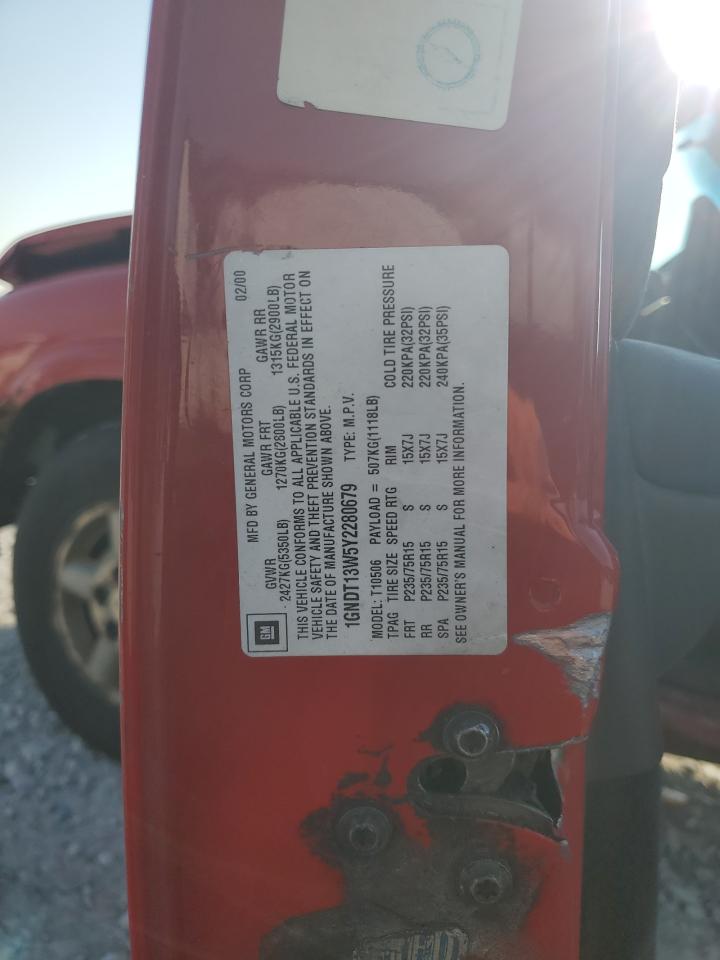 MFD BY GENERAL MOTORS CORP 02/00
GVWR GAWR FRT GAWR RR
2427KG(5350LB) 1270KG(2800LB) 1315KG(2900LB)
THIS VEHICLE CONFORMS TO ALL APPLICABLE U.S. FEDERAL MOTOR
VEHICLE SAFETY AND THEFT PREVENTION STANDARDS IN EFFECT ON
THE DATE OF MANUFACTURE SHOWN ABOVE.
1GNDT13W5Y2280679 TYPE: M.P.V.
MODEL: T10506 PAYLOAD = 507KG(1118LB)
TPAG TIRE SIZE SPEED RTG RIM COLD TIRE PRESSURE
FRT P235/75R15 S 15X7J 220KPA(32PSI)
RR P235/75R15 S 15X7J 220KPA(32PSI)
SPA P235/75R15 S 15X7J 240KPA(35PSI)
SEE OWNER'S MANUAL FOR MORE INFORMATION.
GM